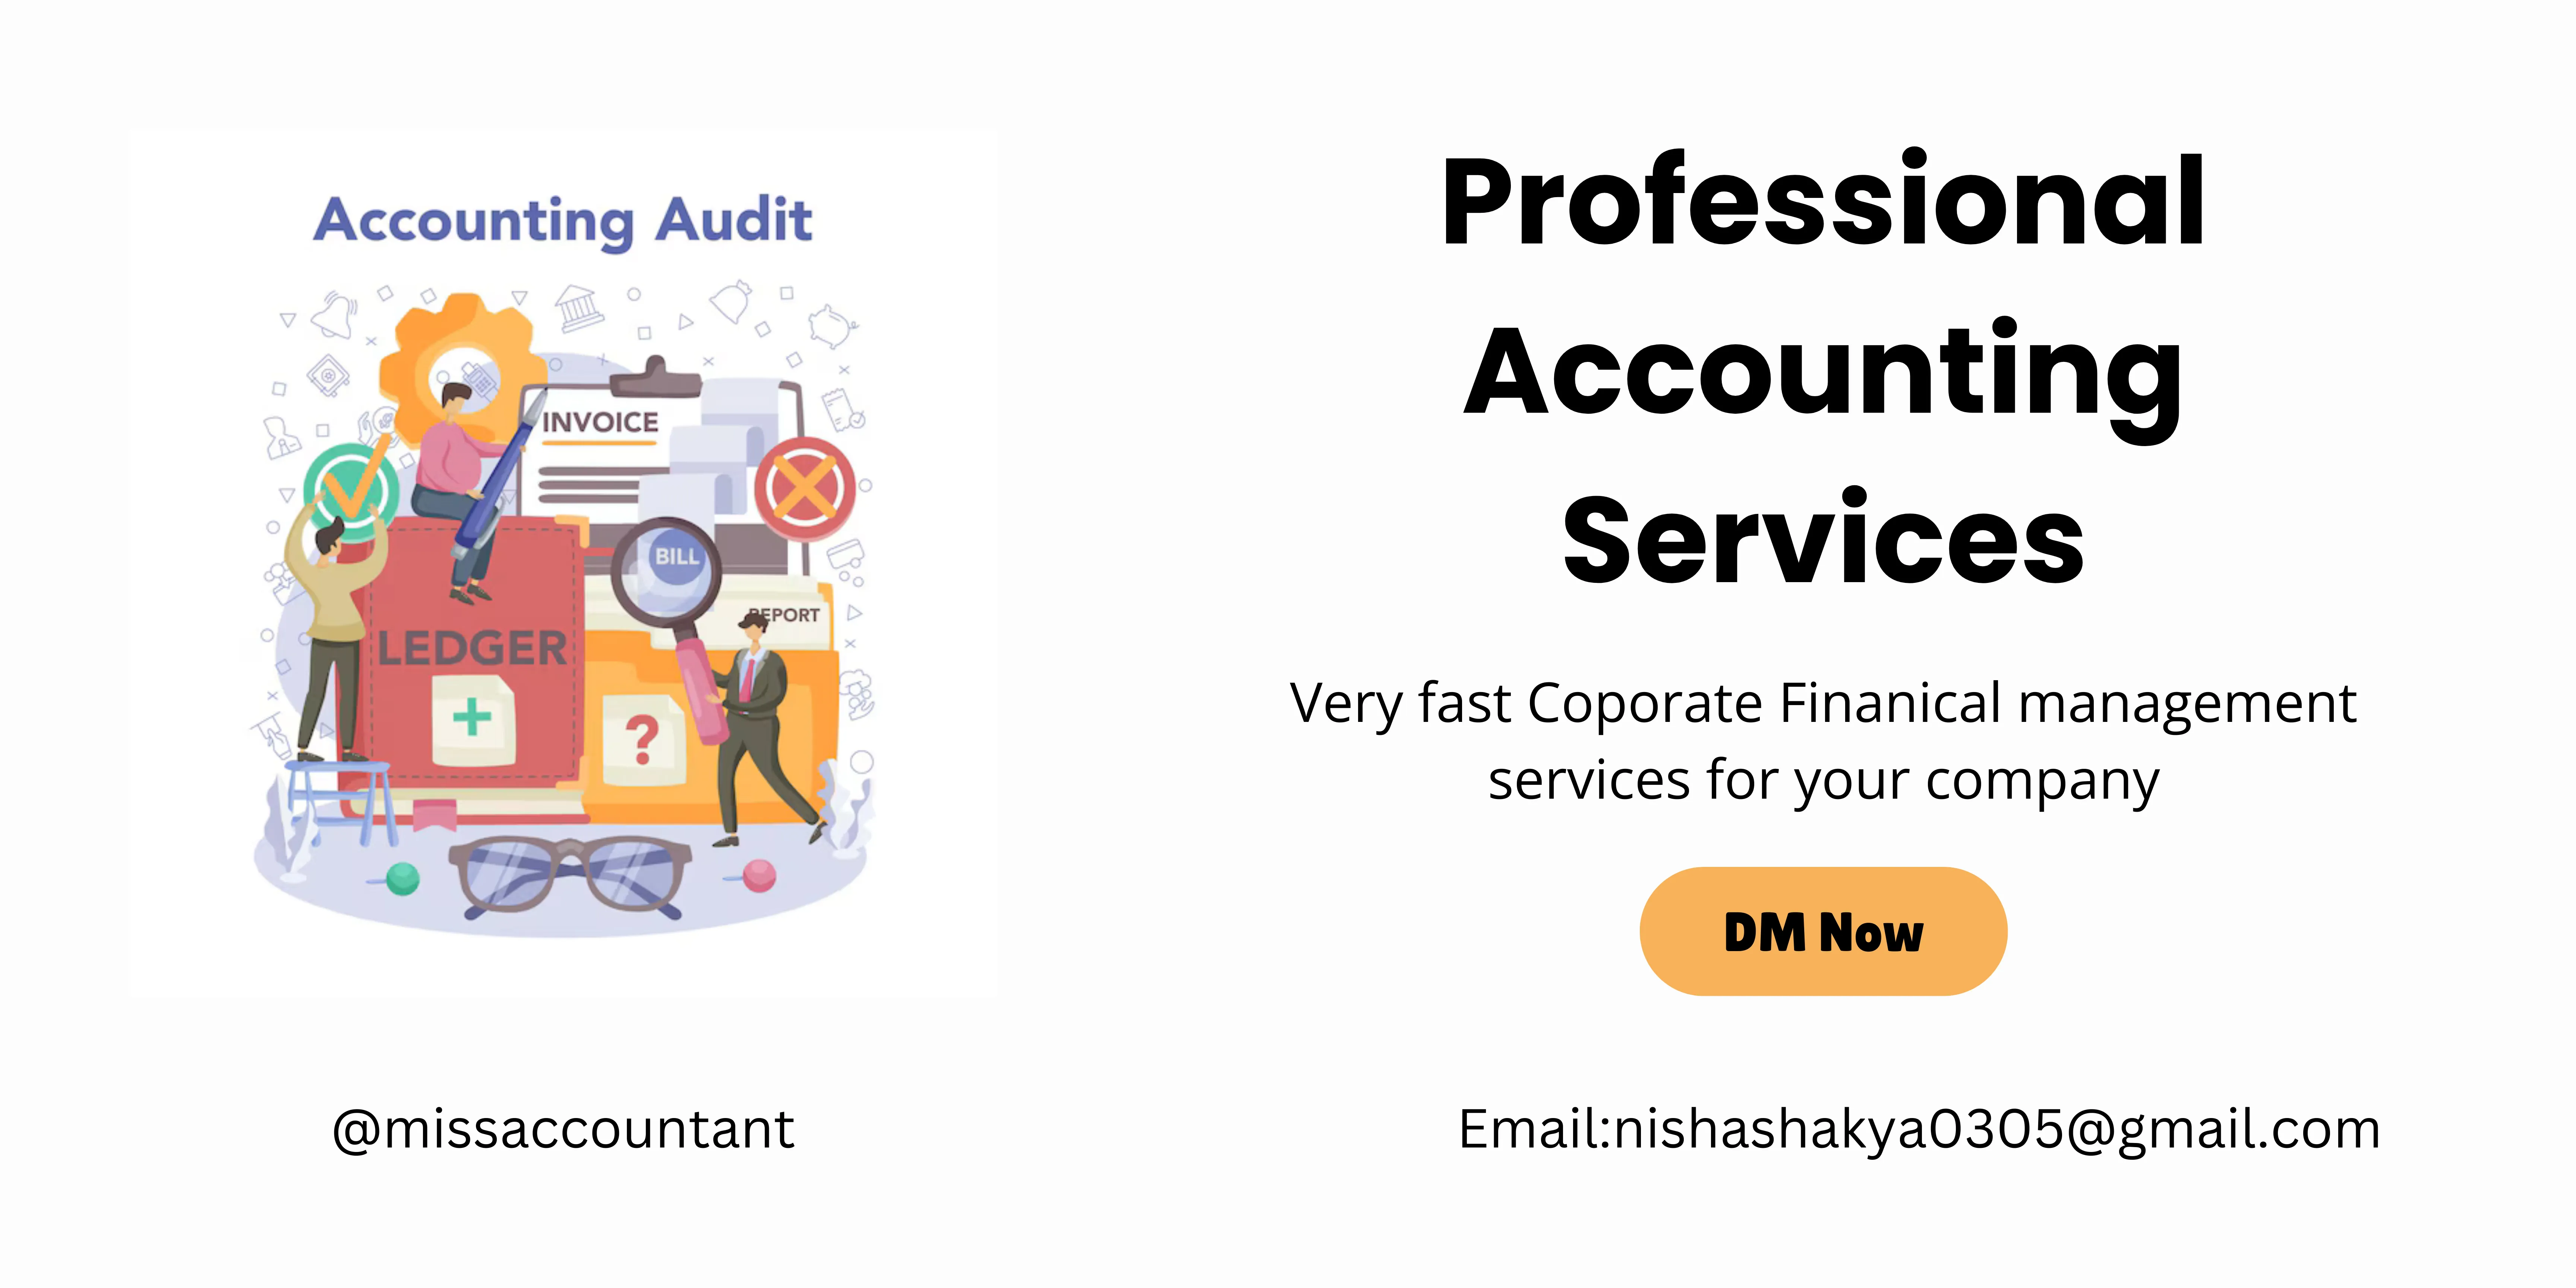 Accounting Audit
INVOICE
BILL
REPORT
LEDGER
Professional
Accounting
Services
Very fast Coporate Finanical management
services for your company
DM Now
@missaccountant
Email:nishashakya0305@gmail.com